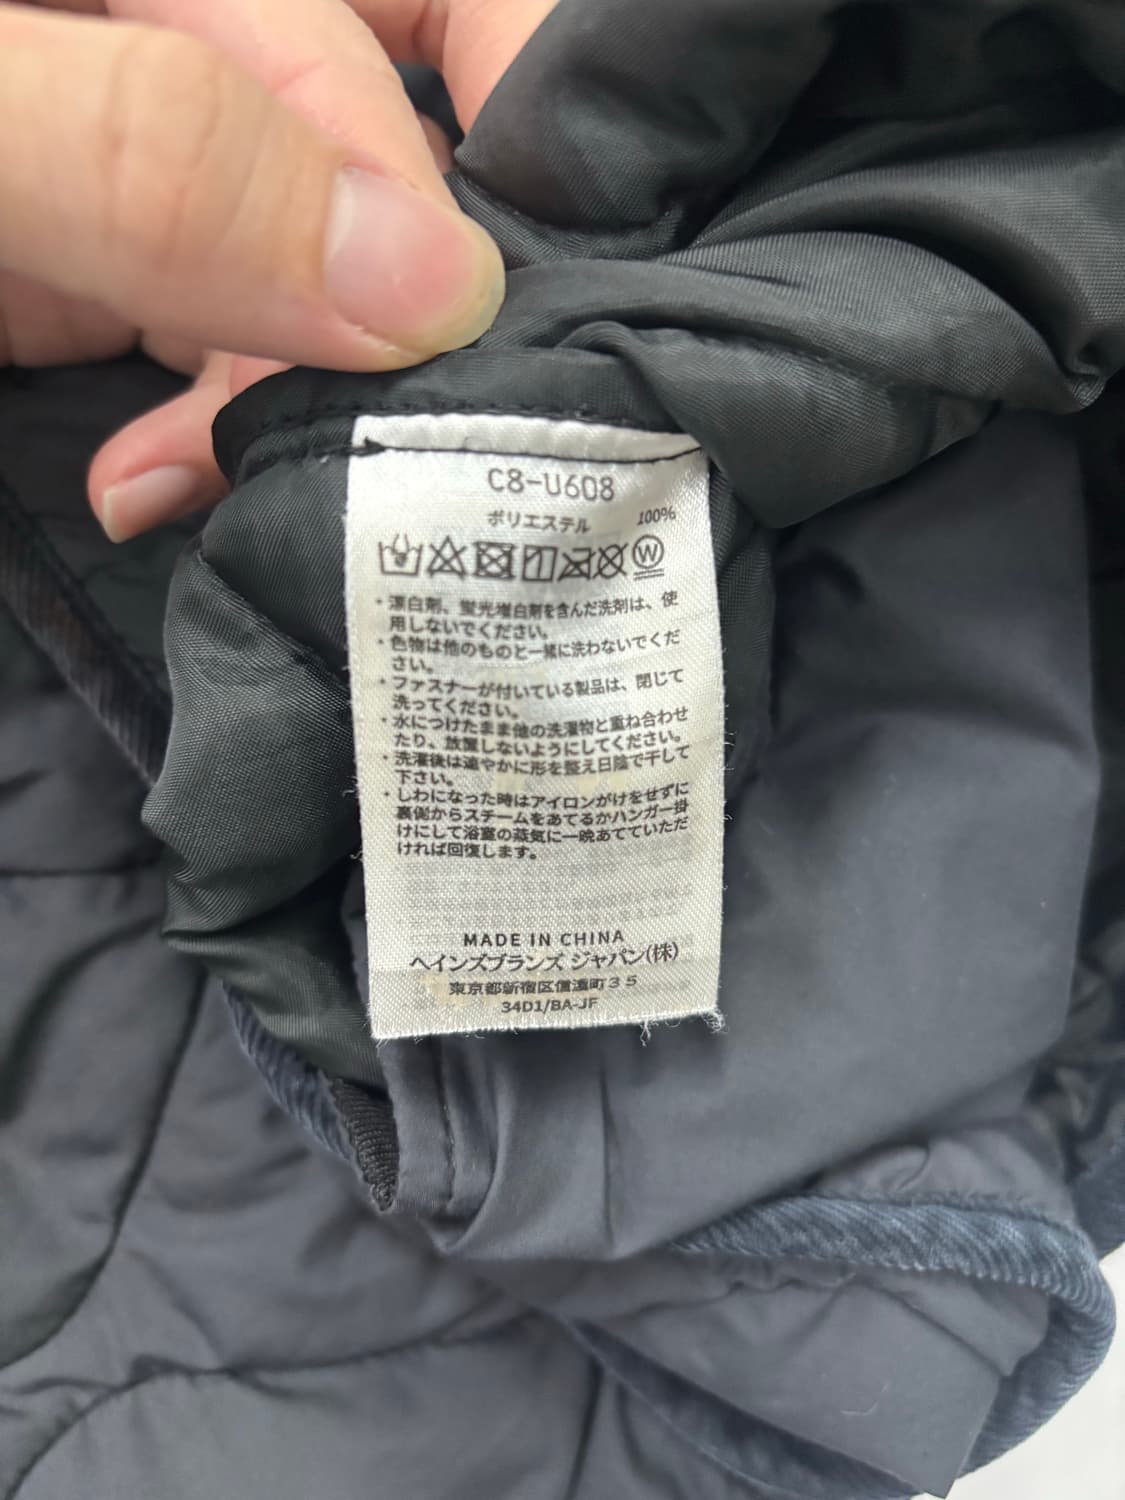 C8-U608
ポリエステル 100%
W
・漂白剤、蛍光増白剤を含んだ洗剤は、使
用しないでください。
・色物は他のものと一緒に洗わないでくだ
さい。
・ファスナーが付いている製品は、閉じて
洗ってください。
・水につけたまま他の洗濯物と重ね合わせ
たり、放置しないようにしてください。
・洗濯後は速やかに形を整え日陰で干して
下さい。
・しわになった時はアイロンがけをせずに
裏側からスチームをあてるかハンガー掛
けにして浴室の蒸気に一晩あてていただ
ければ回復します。
MADE IN CHINA
ヘインズブランズ ジャパン(株)
東京都新宿区信濃町35
34D1/BA-JF